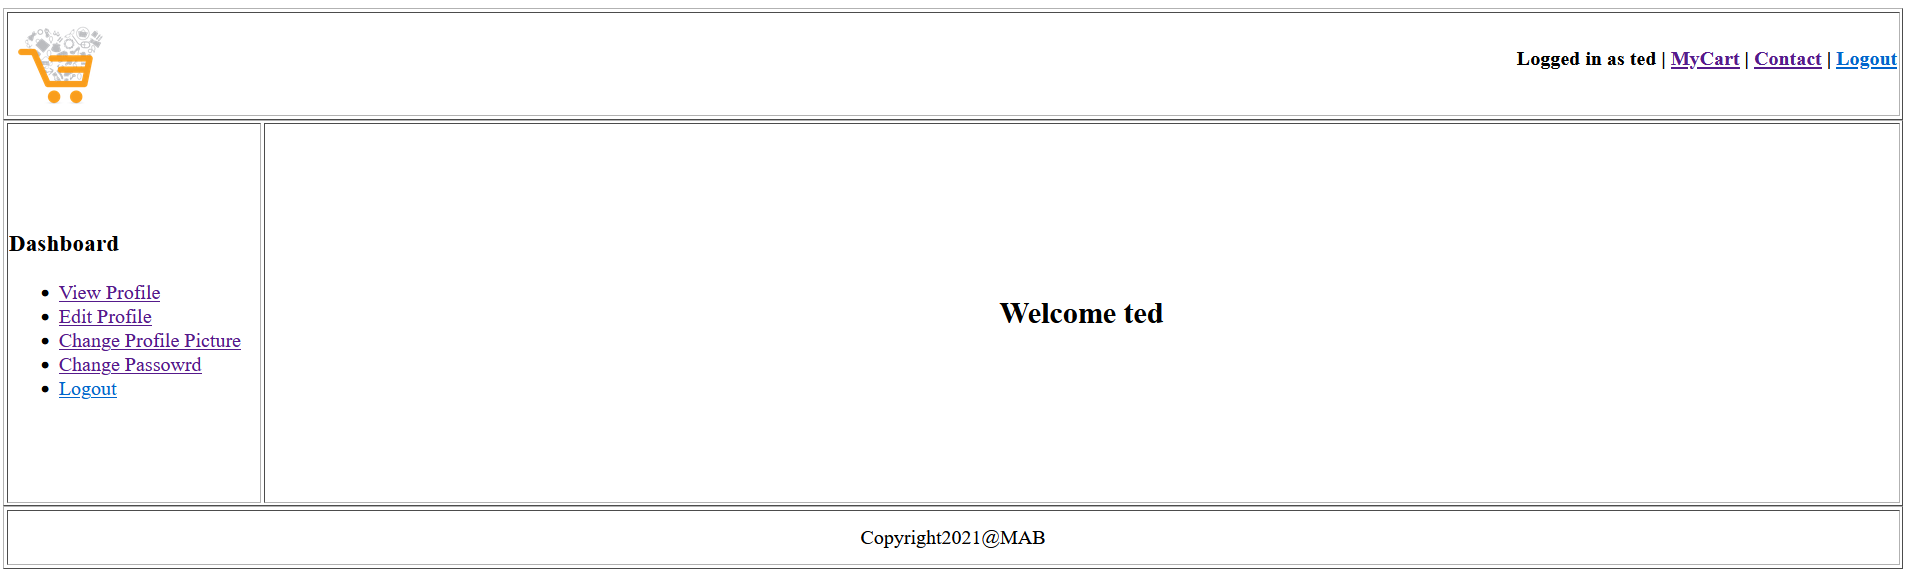 Logged in as ted | MyCart | Contact | Logout
Dashboard
View Profile
Edit Profile
Change Profile Picture
Change Passowrd
Logout
Welcome ted
Copyright2021@MAB